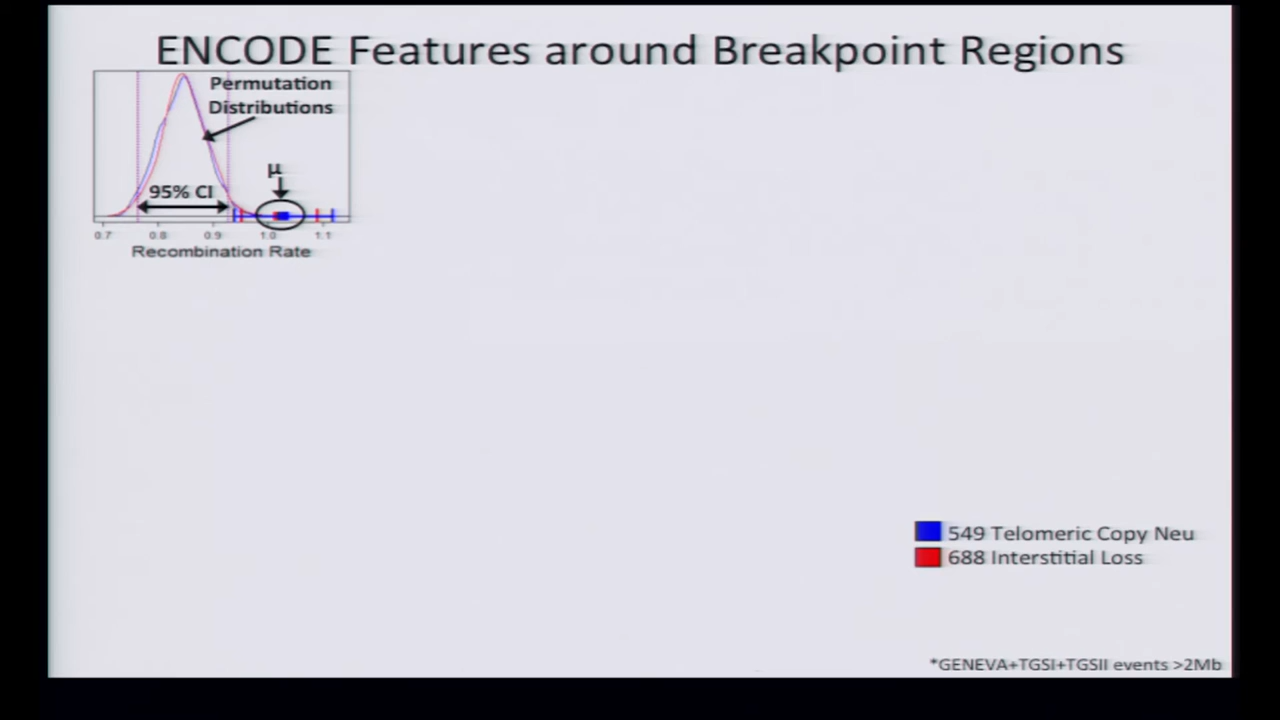 ENCODE Features around Breakpoint Regions
Permutation
Distributions
μ
95% CI
0.7 0.8 0.9 1.0 1.1
Recombination Rate
549 Telomeric Copy Neu
688 Interstitial Loss
*GENEVA+TGSI+TGSII events >2Mb